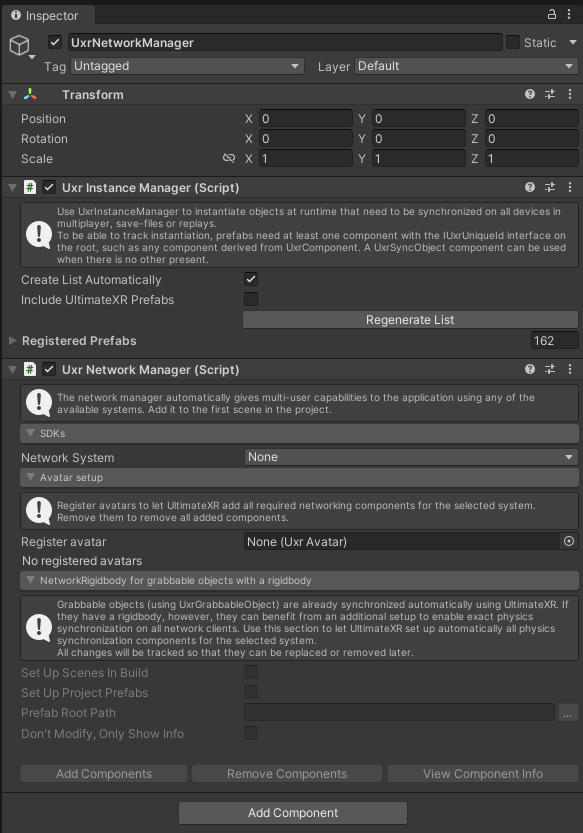 Inspector
UxrNetworkManager
Static
Tag Untagged Layer Default
Transform
Position X 0 Y 0 Z 0
Rotation X 0 Y 0 Z 0
Scale X 1 Y 1 Z 1
# Uxr Instance Manager (Script)
Use UxrInstanceManager to instantiate objects at runtime that need to be synchronized on all devices in
multiplayer, save-files or replays.
To be able to track instantiation, prefabs need at least one component with the IUxrUniqueId interface on
the root, such as any component derived from UxrComponent. A UxrSyncObject component can be used
when there is no other present.
Create List Automatically
Include UltimateXR Prefabs
Regenerate List
Registered Prefabs 162
# Uxr Network Manager (Script)
The network manager automatically gives multi-user capabilities to the application using any of the
available systems. Add it to the first scene in the project.
SDKs
Network System None
Avatar setup
Register avatars to let UltimateXR add all required networking components for the selected system.
Remove them to remove all added components.
Register avatar None (Uxr Avatar)
No registered avatars
NetworkRigidbody for grabbable objects with a rigidbody
Grabbable objects (using UxrGrabbableObject) are already synchronized automatically using UltimateXR. If
they have a rigidbody, however, they can benefit from an additional setup to enable exact physics
synchronization on all network clients. Use this section to let UltimateXR set up automatically all physics
synchronization components for the selected system.
All changes will be tracked so that they can be replaced or removed later.
Set Up Scenes In Build
Set Up Project Prefabs
Prefab Root Path ...
Don't Modify, Only Show Info
Add Components Remove Components View Component Info
Add Component